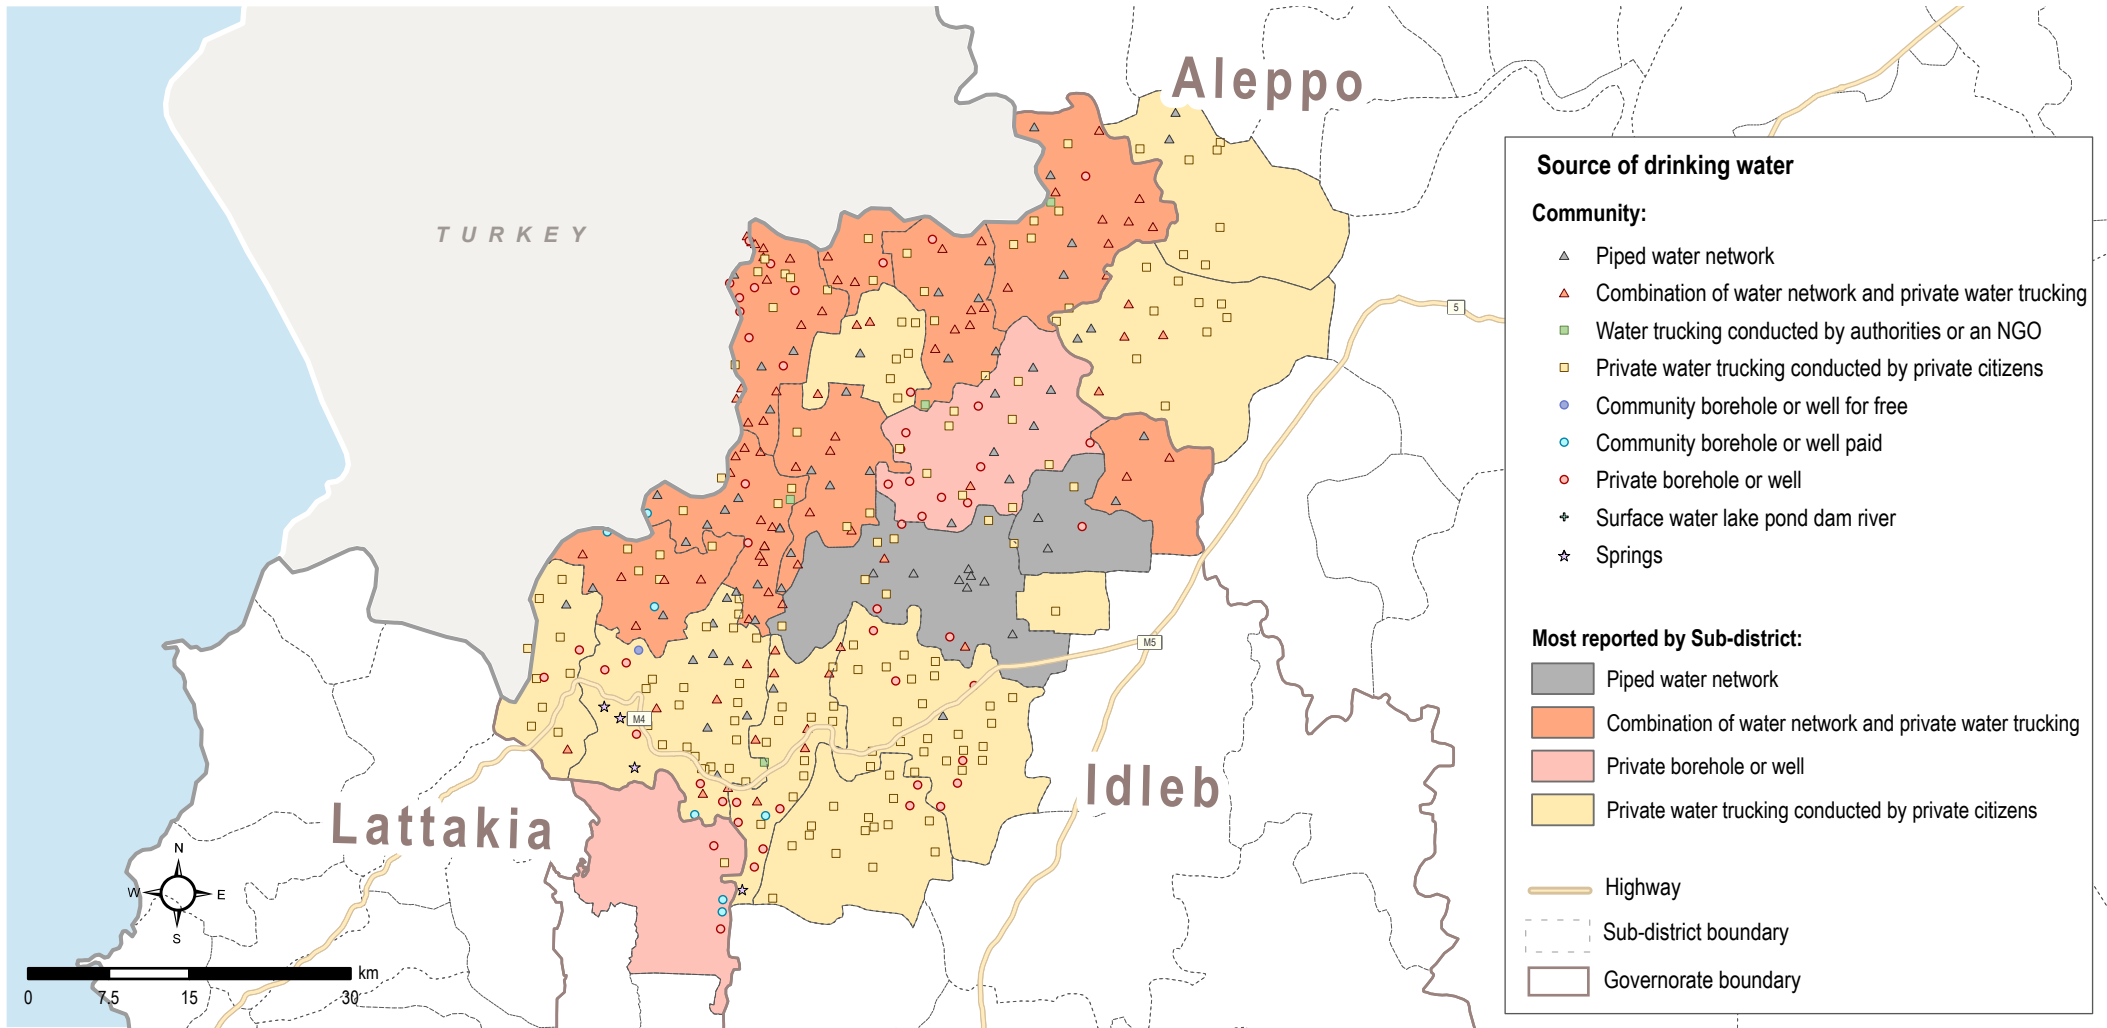 Aleppo
TURKEY
5
M5
M4
Idleb
Lattakia
N
W E
S
km
0 7.5 15 30
Source of drinking water
Community:
Piped water network
Combination of water network and private water trucking
Water trucking conducted by authorities or an NGO
Private water trucking conducted by private citizens
Community borehole or well for free
Community borehole or well paid
Private borehole or well
Surface water lake pond dam river
Springs
Most reported by Sub-district:
Piped water network
Combination of water network and private water trucking
Private borehole or well
Private water trucking conducted by private citizens
Highway
Sub-district boundary
Governorate boundary